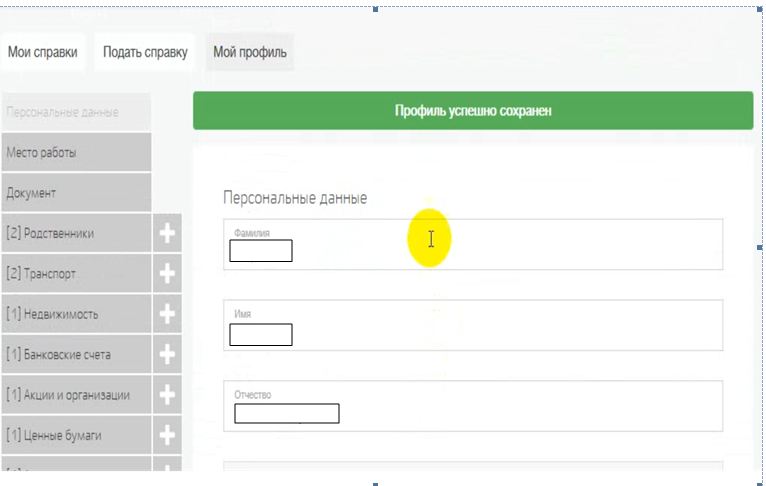 Мои справки
Подать справку
Мой профиль
Персональные данные
Место работы
Документ
[2] Родственники
[2] Транспорт
[1] Недвижимость
[1] Банковские счета
[1] Акции и организации
[1] Ценные бумаги
Профиль успешно сохранен
Персональные данные
Фамилия
Имя
Отчество